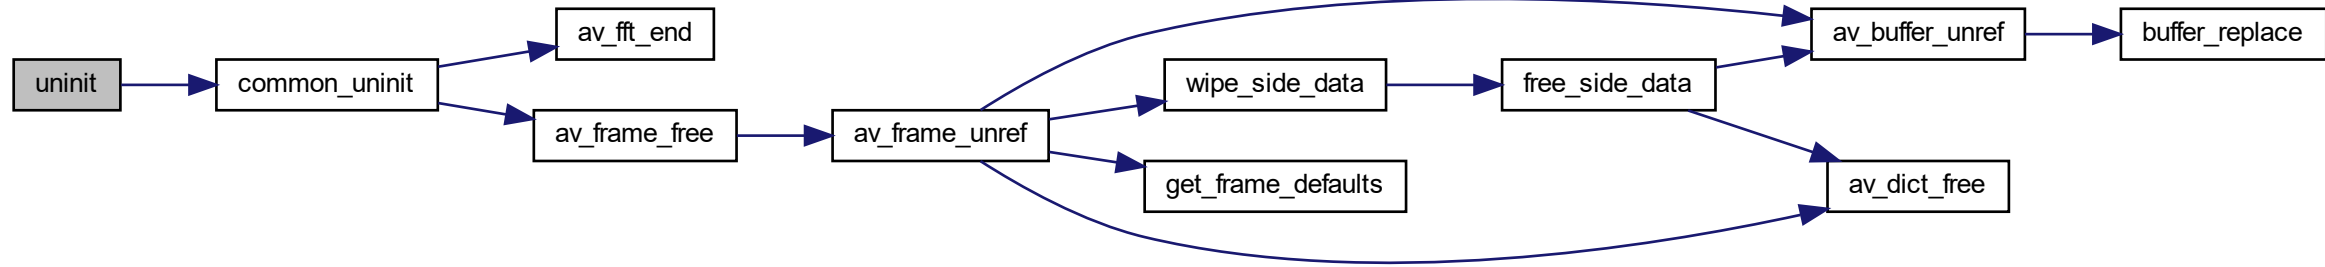 uninit
common_uninit
av_fft_end
av_frame_free
av_frame_unref
wipe_side_data
get_frame_defaults
free_side_data
av_buffer_unref
av_dict_free
buffer_replace